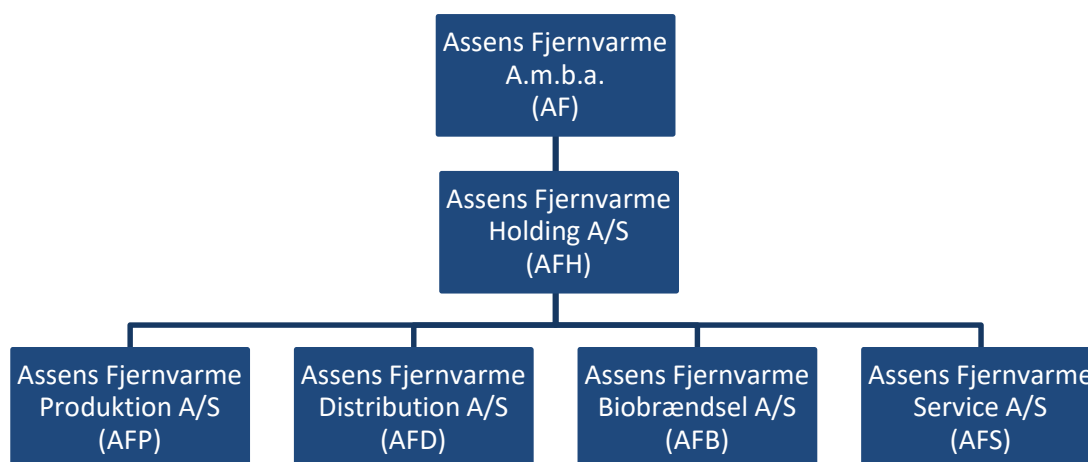 Assens Fjernvarme
A.m.b.a.
(AF)
Assens Fjernvarme
Holding A/S
(AFH)
Assens Fjernvarme
Produktion A/S
(AFP)
Assens Fjernvarme
Distribution A/S
(AFD)
Assens Fjernvarme
Biobrændsel A/S
(AFB)
Assens Fjernvarme
Service A/S
(AFS)